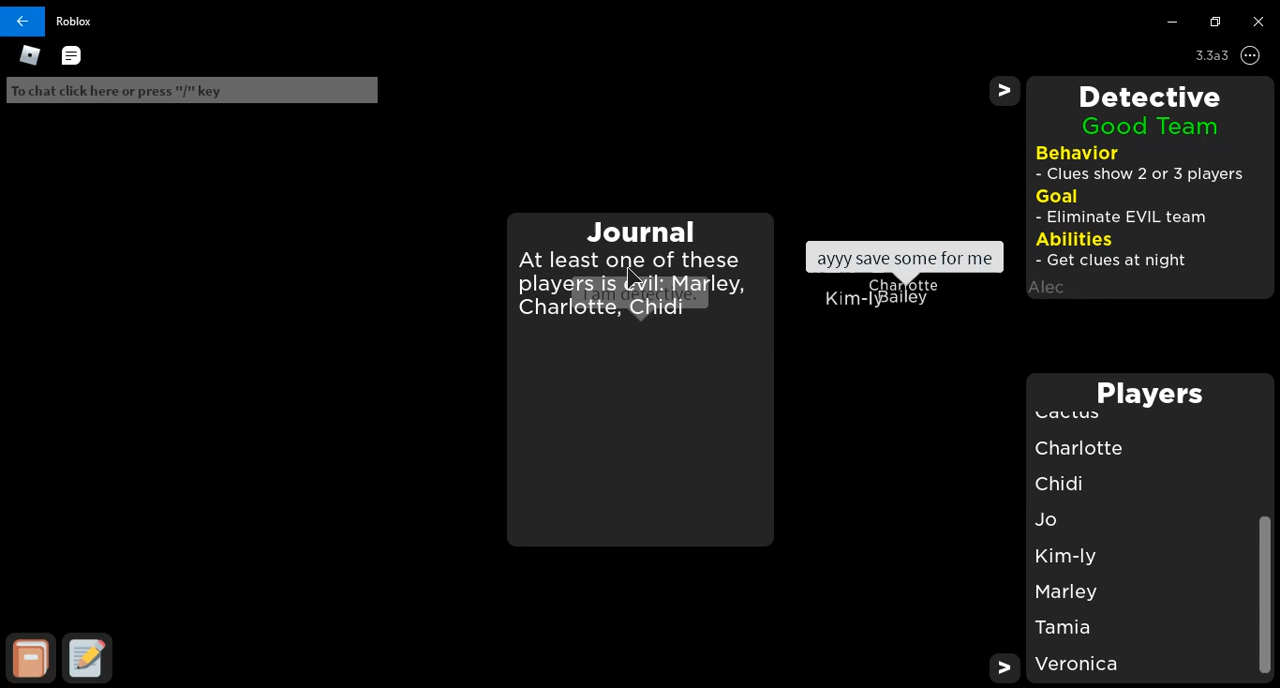 Roblox
3.3a3
To chat click here or press "/" key
>
Detective
Good Team
Behavior
- Clues show 2 or 3 players
Goal
- Eliminate EVIL team
Abilities
- Get clues at night
Alec
Journal
At least one of these
players is evil: Marley,
Charlotte, Chidi
I am detective.
ayyy save some for me
Charlotte
Kim-ly
Bailey
Players
Cactus
Charlotte
Chidi
Jo
Kim-ly
Marley
Tamia
Veronica
>